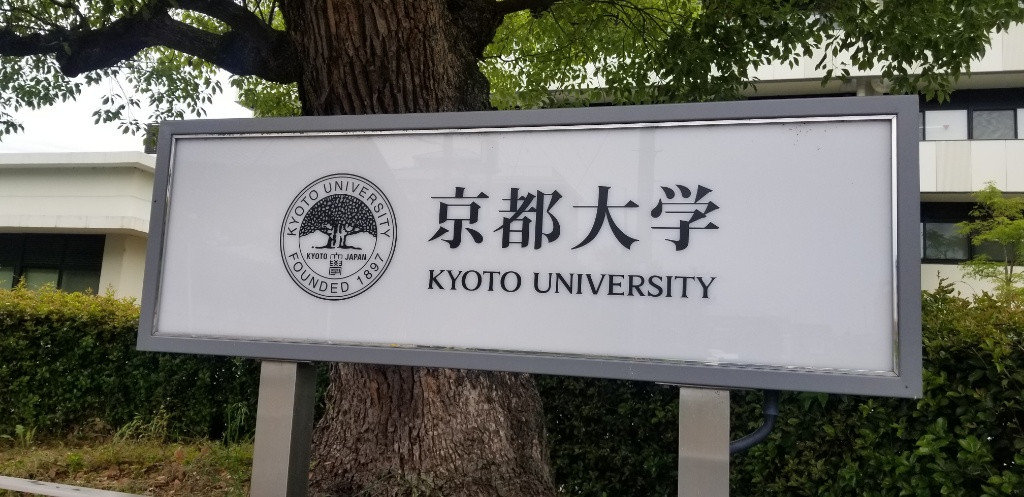 KYOTO UNIVERSITY
KYOTO JAPAN
FOUNDED 1897
京都大学
KYOTO UNIVERSITY